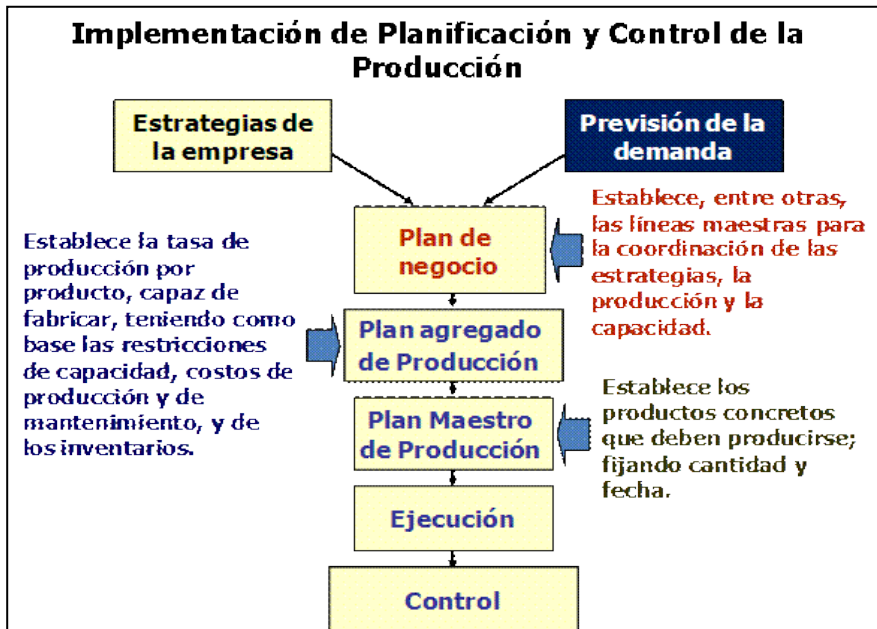 Implementación de Planificación y Control de la
Producción
Estrategias de
la empresa
Previsión de la
demanda
Plan de
negocio
Establece, entre otras,
las líneas maestras para
la coordinación de las
estrategias, la
producción y la
capacidad.
Establece la tasa de
producción por
producto, capaz de
fabricar, teniendo como
base las restricciones
de capacidad, costos de
producción y de
mantenimiento, y de
los inventarios.
Plan agregado
de Producción
Plan Maestro
de Producción
Establece los
productos concretos
que deben producirse;
fijando cantidad y
fecha.
Ejecución
Control